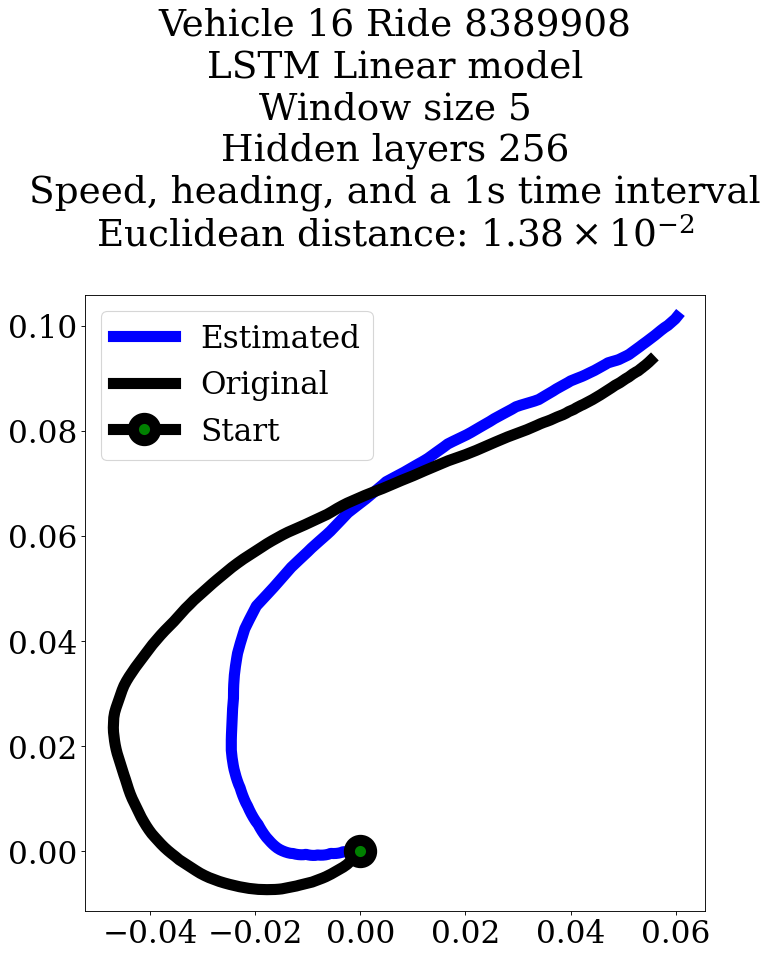 Vehicle 16 Ride 8389908
LSTM Linear model
Window size 5
Hidden layers 256
Speed, heading, and a 1s time interval
Euclidean distance: 1.38 × 10⁻²
Estimated
Original
Start
0.10
0.08
0.06
0.04
0.02
0.00
−0.04 −0.02 0.00 0.02 0.04 0.06